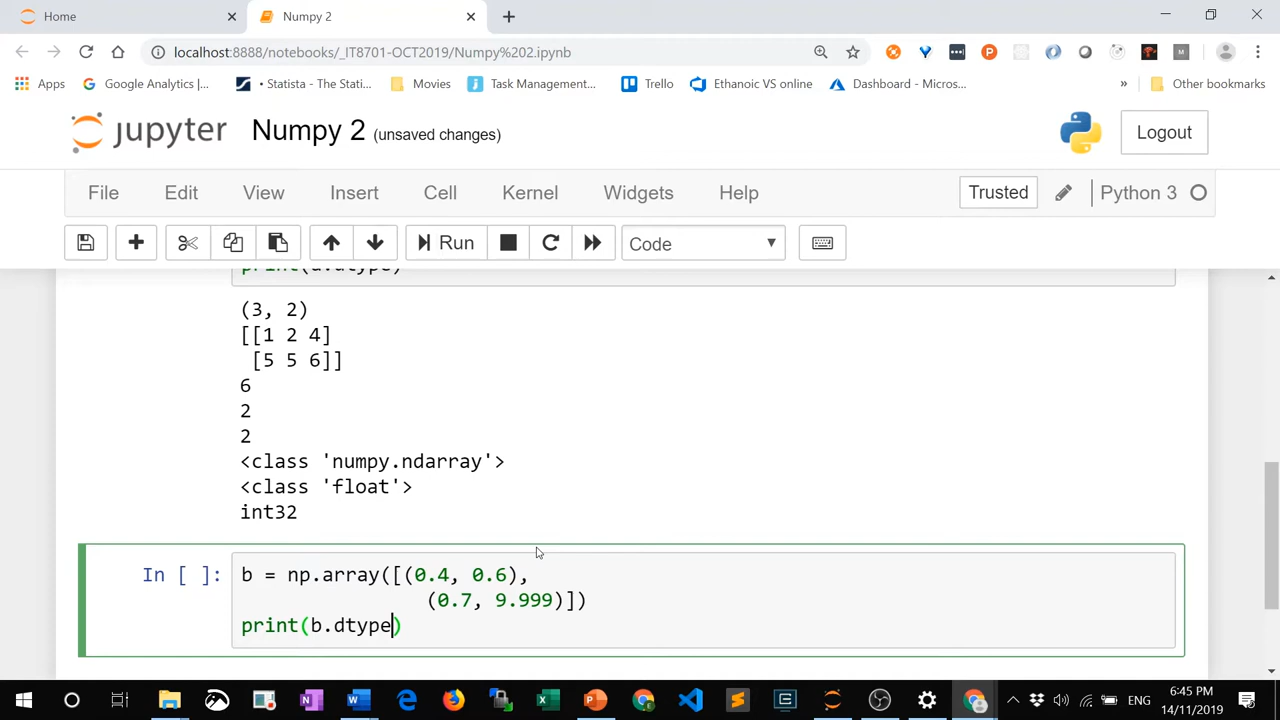 Home
Numpy 2
localhost:8888/notebooks/_IT8701-OCT2019/Numpy%202.ipynb
Apps
Google Analytics |...
• Statista - The Stati...
Movies
Task Management...
Trello
Ethanoic VS online
Dashboard - Micros...
»
Other bookmarks
jupyter Numpy 2 (unsaved changes)
Logout
File Edit View Insert Cell Kernel Widgets Help
Trusted
Python 3
Run
Code
print(a.dtype)
(3, 2)
[[1 2 4]
[5 5 6]]
6
2
2
<class 'numpy.ndarray'>
<class 'float'>
int32
In [ ]:
b = np.array([(0.4, 0.6),
(0.7, 9.999)])
print(b.dtype)
ENG
6:45 PM
14/11/2019